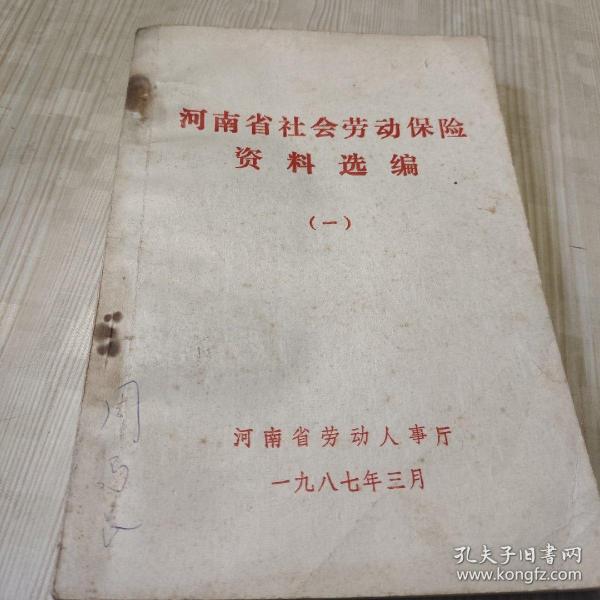 河南省社会劳动保险
资料选编
（一）
河南省劳动人事厅
一九八七年三月
周
孔夫子旧书网
www.kongfz.com